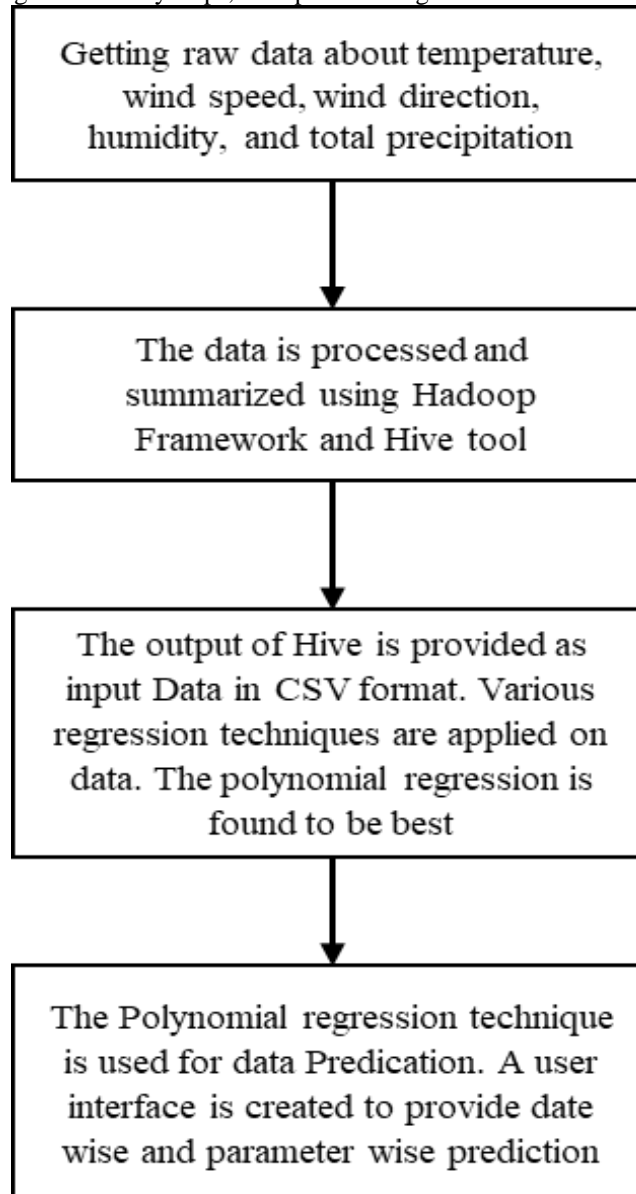 Getting raw data about temperature,
wind speed, wind direction,
humidity, and total precipitation
The data is processed and
summarized using Hadoop
Framework and Hive tool
The output of Hive is provided as
input Data in CSV format. Various
regression techniques are applied on
data. The polynomial regression is
found to be best
The Polynomial regression technique
is used for data Predication. A user
interface is created to provide date
wise and parameter wise prediction